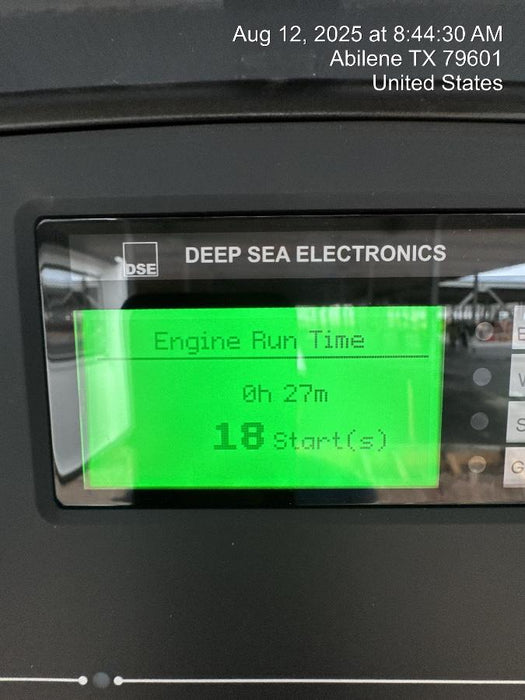 Aug 12, 2025 at 8:44:30 AM
Abilene TX 79601
United States
DSE
DEEP SEA ELECTRONICS
Engine Run Time
0h 27m
18 Start(s)